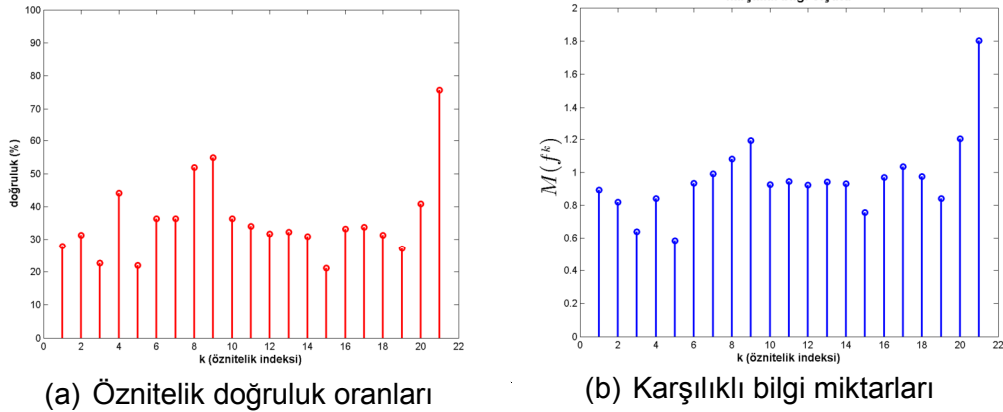 100
90
80
70
60
50
40
30
20
10
0
doğruluk (%)
0 2 4 6 8 10 12 14 16 18 20 22
k (öznitelik indeksi)
(a) Öznitelik doğruluk oranları
2
1.8
1.6
1.4
1.2
1
0.8
0.6
0.4
0.2
0
M(f^k)
0 2 4 6 8 10 12 14 16 18 20 22
k (öznitelik indeksi)
(b) Karşılıklı bilgi miktarları